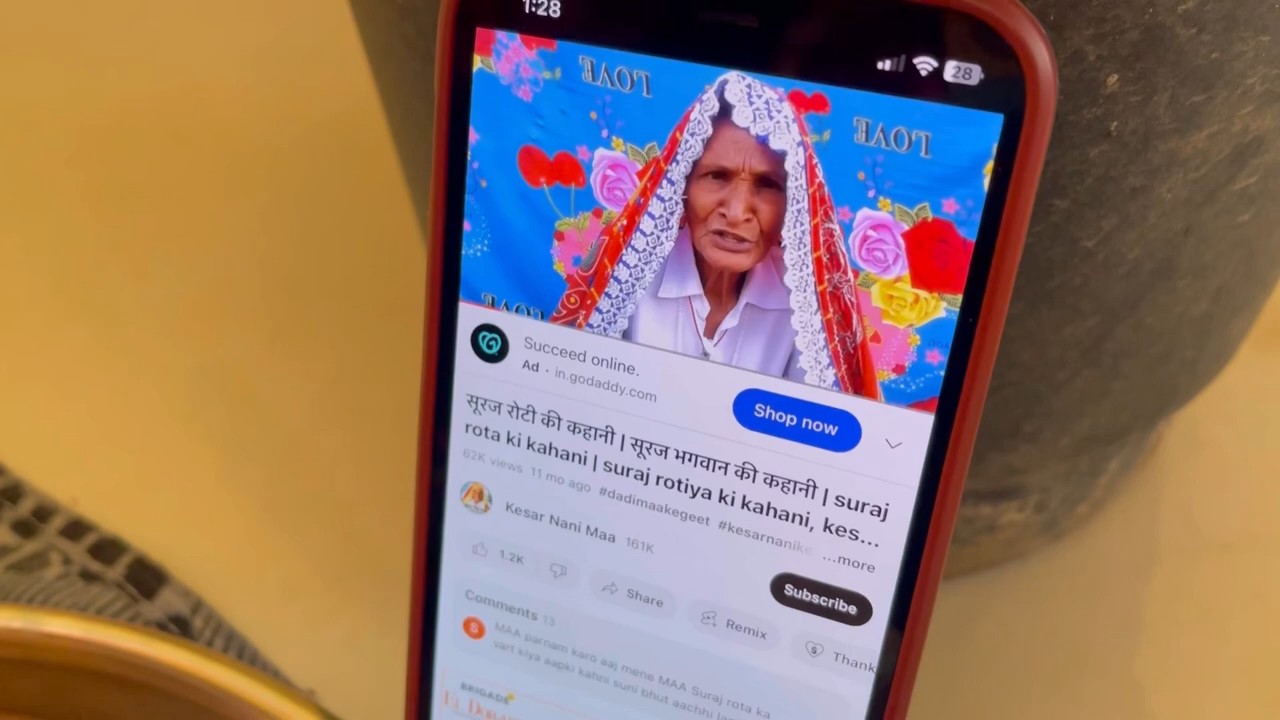 1:28
28
LOVE
LOVE
LOVE
Succeed online.
Ad · in.godaddy.com
Shop now
सूरज रोटी की कहानी | सूरज भगवान की कहानी | suraj
rota ki kahani | suraj rotiya ki kahani, kes...
62K views 11 mo ago #dadimaakegeet #kesarnanike ...more
Kesar Nani Maa 161K
Subscribe
1.2K
Share
Remix
Thank
Comments 13
S
MAA parnam karo aaj mene MAA Suraj rota ka
vart kiya aapki kahni suni bhut aachhi
BRIGADE